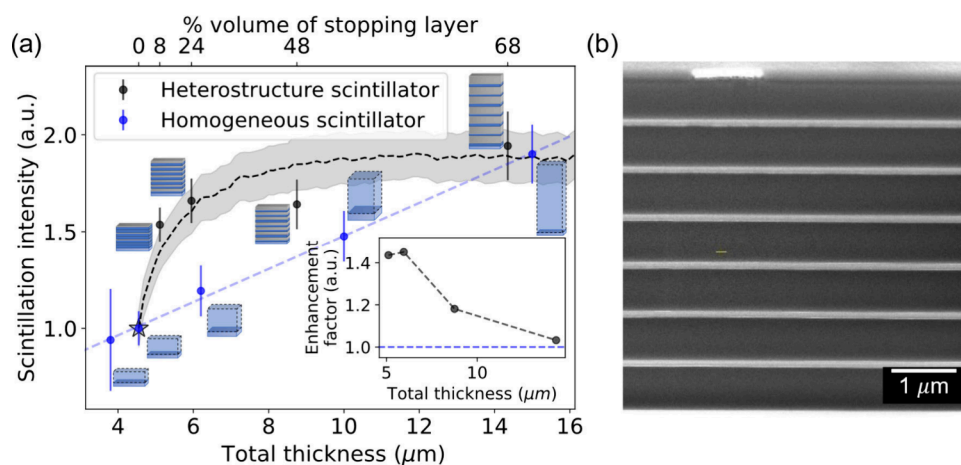 (a)
% volume of stopping layer
0 8 24 48 68
Heterostructure scintillator
Homogeneous scintillator
Scintillation intensity (a.u.)
2.0
1.5
1.0
4 6 8 10 12 14 16
Total thickness (μm)
Enhancement
factor (a.u.)
1.4
1.2
1.0
5 10
Total thickness (μm)
(b)
1 μm